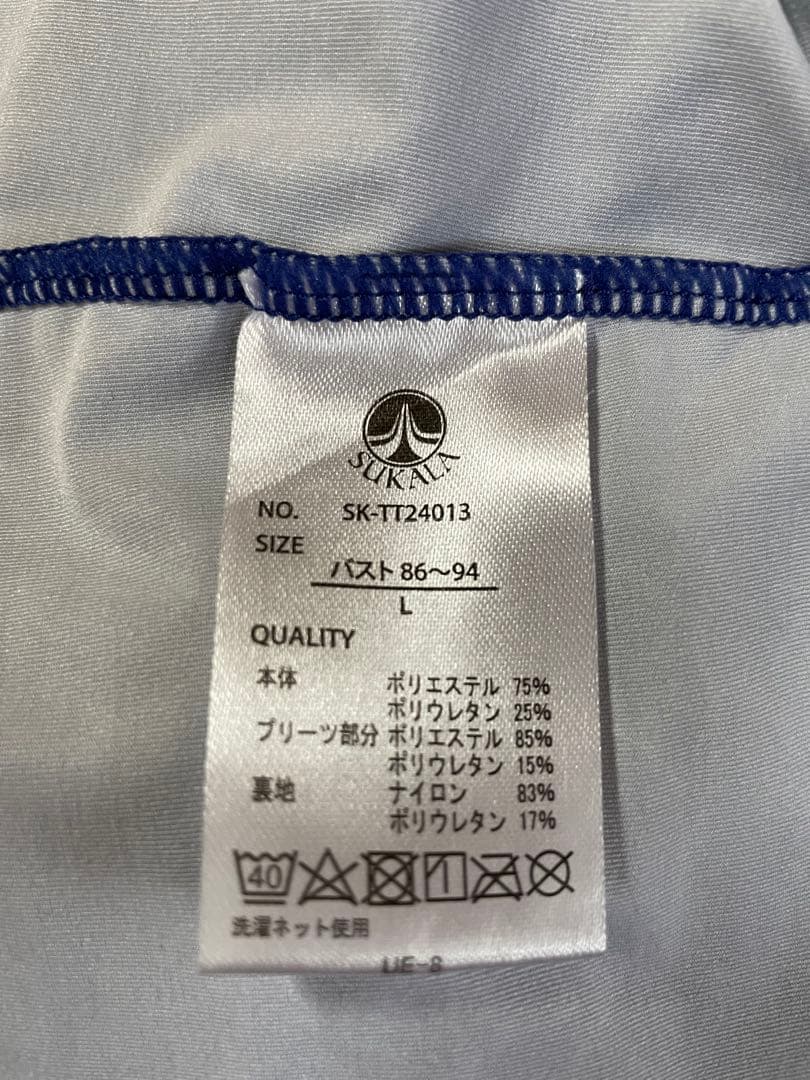 SUKALA
NO. SK-TT24013
SIZE
バスト 86～94
L
QUALITY
本体 ポリエステル 75%
ポリウレタン 25%
プリーツ部分 ポリエステル 85%
ポリウレタン 15%
裏地 ナイロン 83%
ポリウレタン 17%
40
洗濯ネット使用